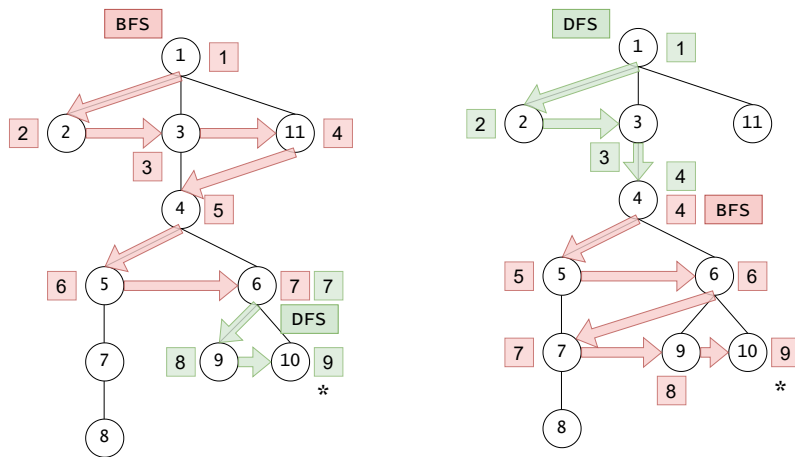 BFS
1 1
2 2 3 11 4
3
4 5
6 5 6 7 7
DFS
7 8 9 10 9
*
8
DFS
1 1
2 2 3 11
3 4
4 4 BFS
5 5 6 6
7 7 9 10 9
8 *
8